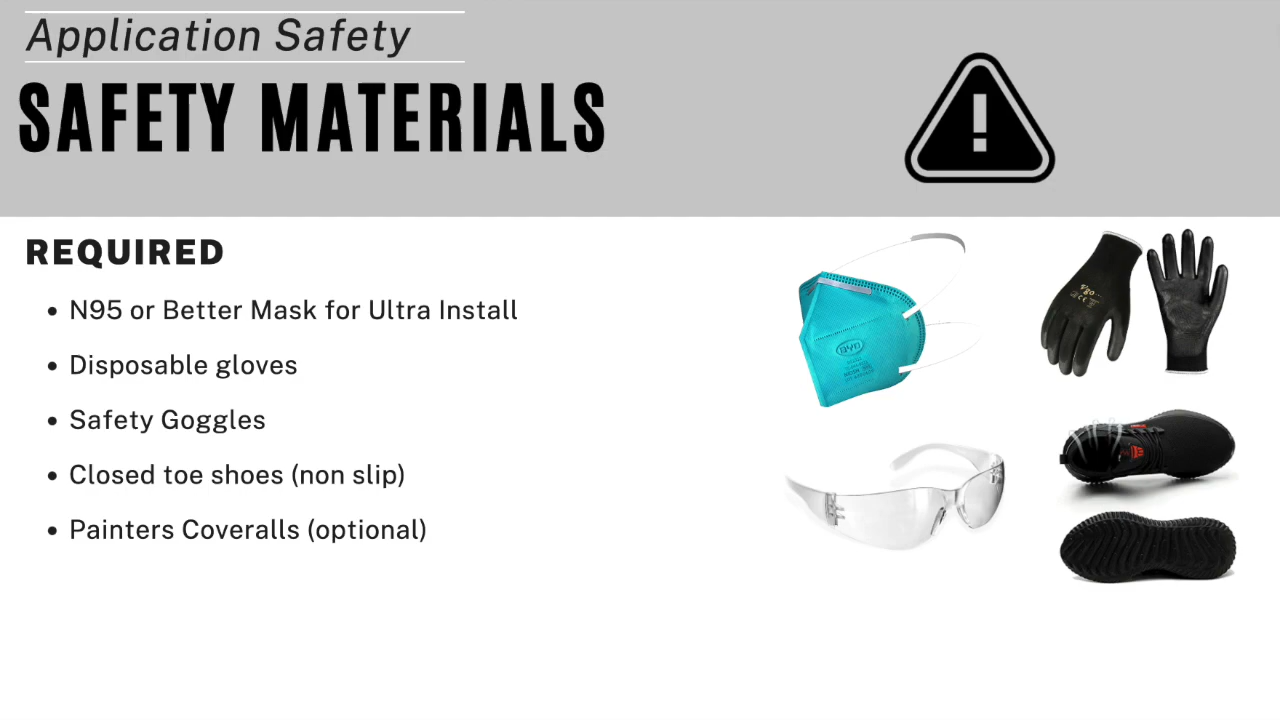 Application Safety
SAFETY MATERIALS
REQUIRED
N95 or Better Mask for Ultra Install
Disposable gloves
Safety Goggles
Closed toe shoes (non slip)
Painters Coveralls (optional)
BYD